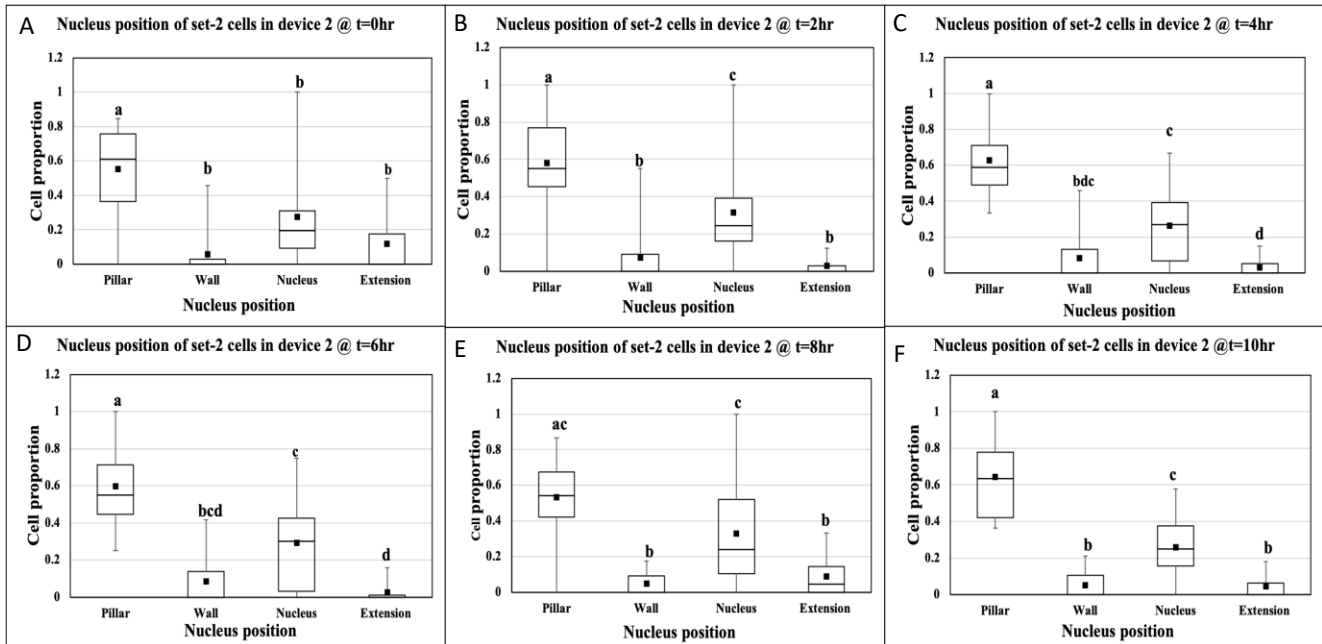 A
Nucleus position of set-2 cells in device 2 @ t=0hr
1.2
1
0.8
0.6
0.4
0.2
0
Cell proportion
a
b
b
b
Pillar Wall Nucleus Extension
Nucleus position
B
Nucleus position of set-2 cells in device 2 @ t=2hr
1.2
1
0.8
0.6
0.4
0.2
0
Cell proportion
a
b
c
b
Pillar Wall Nucleus Extension
Nucleus position
C
Nucleus position of set-2 cells in device 2 @ t=4hr
1.2
1
0.8
0.6
0.4
0.2
0
Cell proportion
a
bdc
c
d
Pillar Wall Nucleus Extension
Nucleus position
D
Nucleus position of set-2 cells in device 2 @ t=6hr
1.2
1
0.8
0.6
0.4
0.2
0
Cell proportion
a
bcd
c
d
Pillar Wall Nucleus Extension
Nucleus position
E
Nucleus position of set-2 cells in device 2 @ t=8hr
1.2
1
0.8
0.6
0.4
0.2
0
Cell proportion
ac
b
c
b
Pillar Wall Nucleus Extension
Nucleus position
F
Nucleus position of set-2 cells in device 2 @t=10hr
1.2
1
0.8
0.6
0.4
0.2
0
Cell proportion
a
b
c
b
Pillar Wall Nucleus Extension
Nucleus position